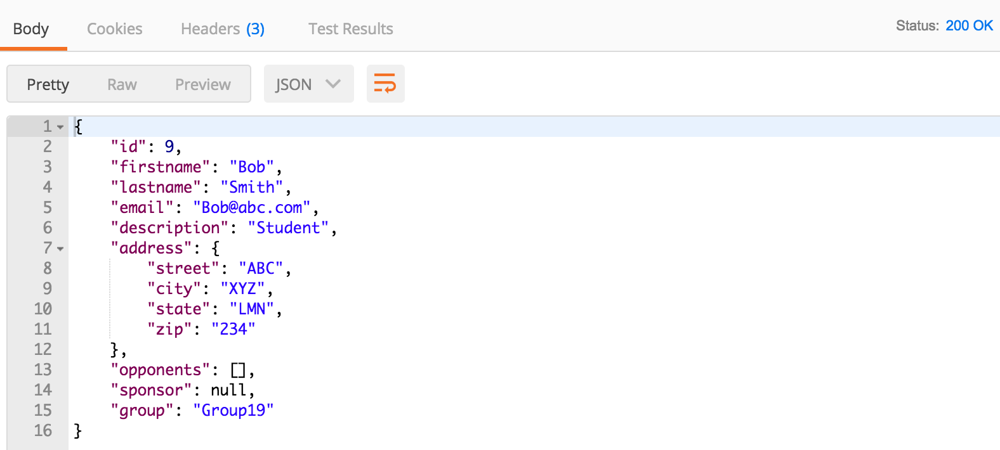 Body Cookies Headers (3) Test Results Status: 200 OK
Pretty Raw Preview JSON
1 {
2 "id": 9,
3 "firstname": "Bob",
4 "lastname": "Smith",
5 "email": "Bob@abc.com",
6 "description": "Student",
7 "address": {
8 "street": "ABC",
9 "city": "XYZ",
10 "state": "LMN",
11 "zip": "234"
12 },
13 "opponents": [],
14 "sponsor": null,
15 "group": "Group19"
16 }